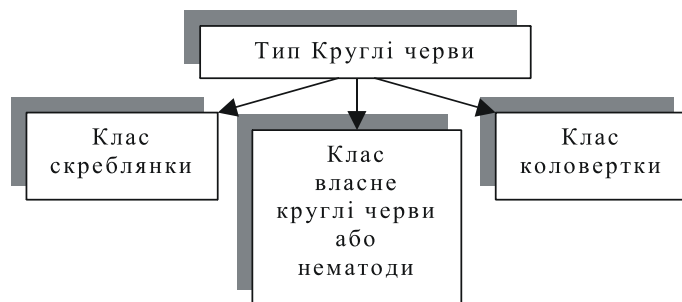 Тип Круглі черви
Клас
скреблянки
Клас
власне
круглі черви
або
нематоди
Клас
коловертки